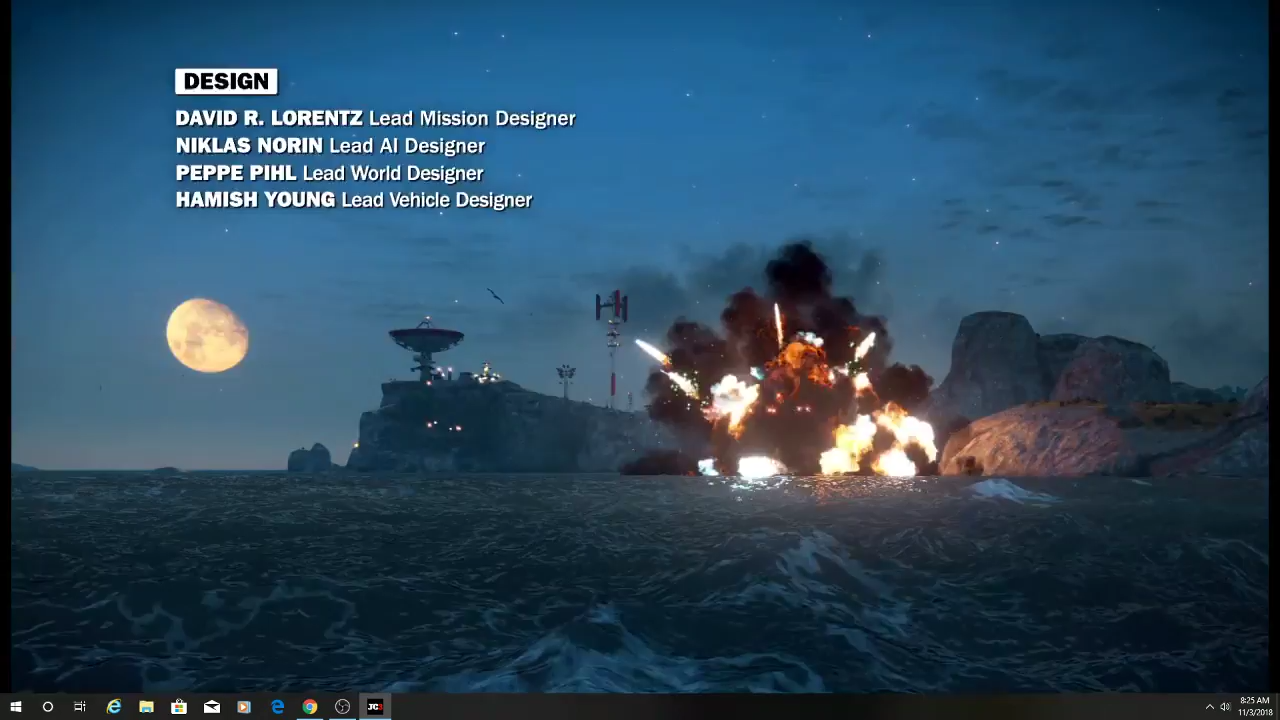 DESIGN
DAVID R. LORENTZ Lead Mission Designer
NIKLAS NORIN Lead AI Designer
PEPPE PIHL Lead World Designer
HAMISH YOUNG Lead Vehicle Designer
JC3
8:25 AM
11/3/2018